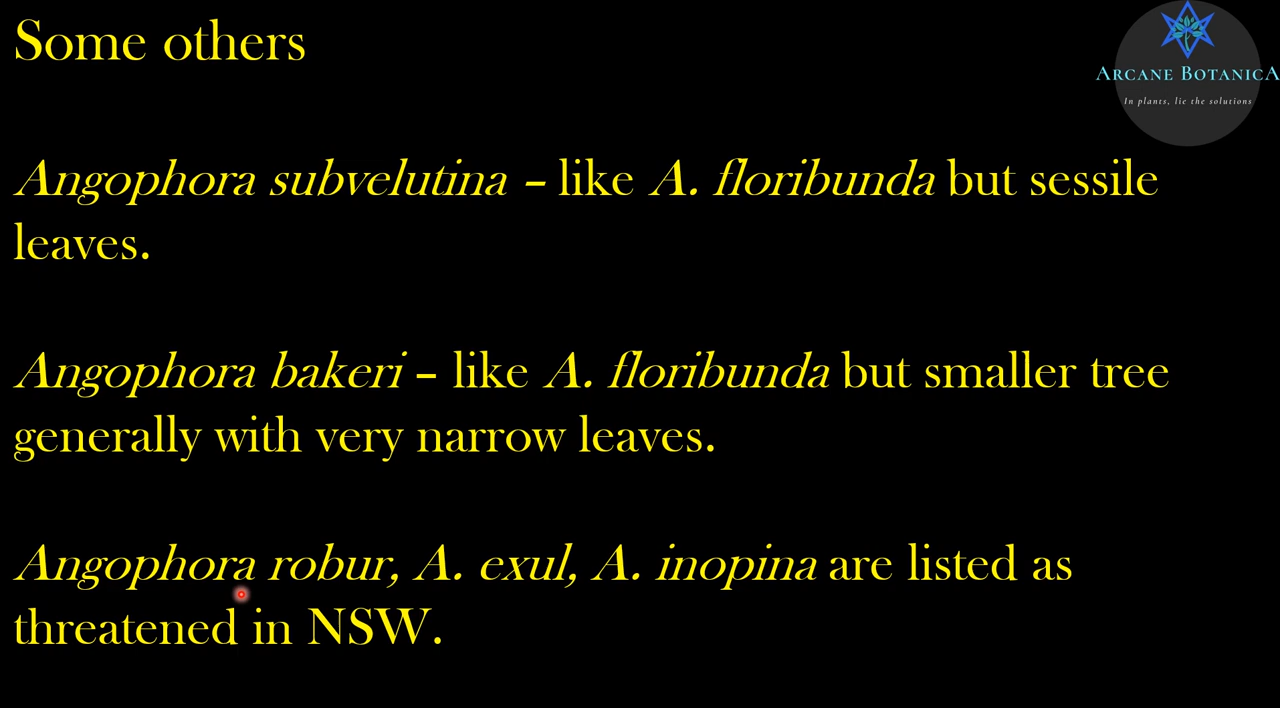 Some others
ARCANE BOTANICA
In plants, lie the solutions
Angophora subvelutina – like A. floribunda but sessile
leaves.
Angophora bakeri – like A. floribunda but smaller tree
generally with very narrow leaves.
Angophora robur, A. exul, A. inopina are listed as
threatened in NSW.